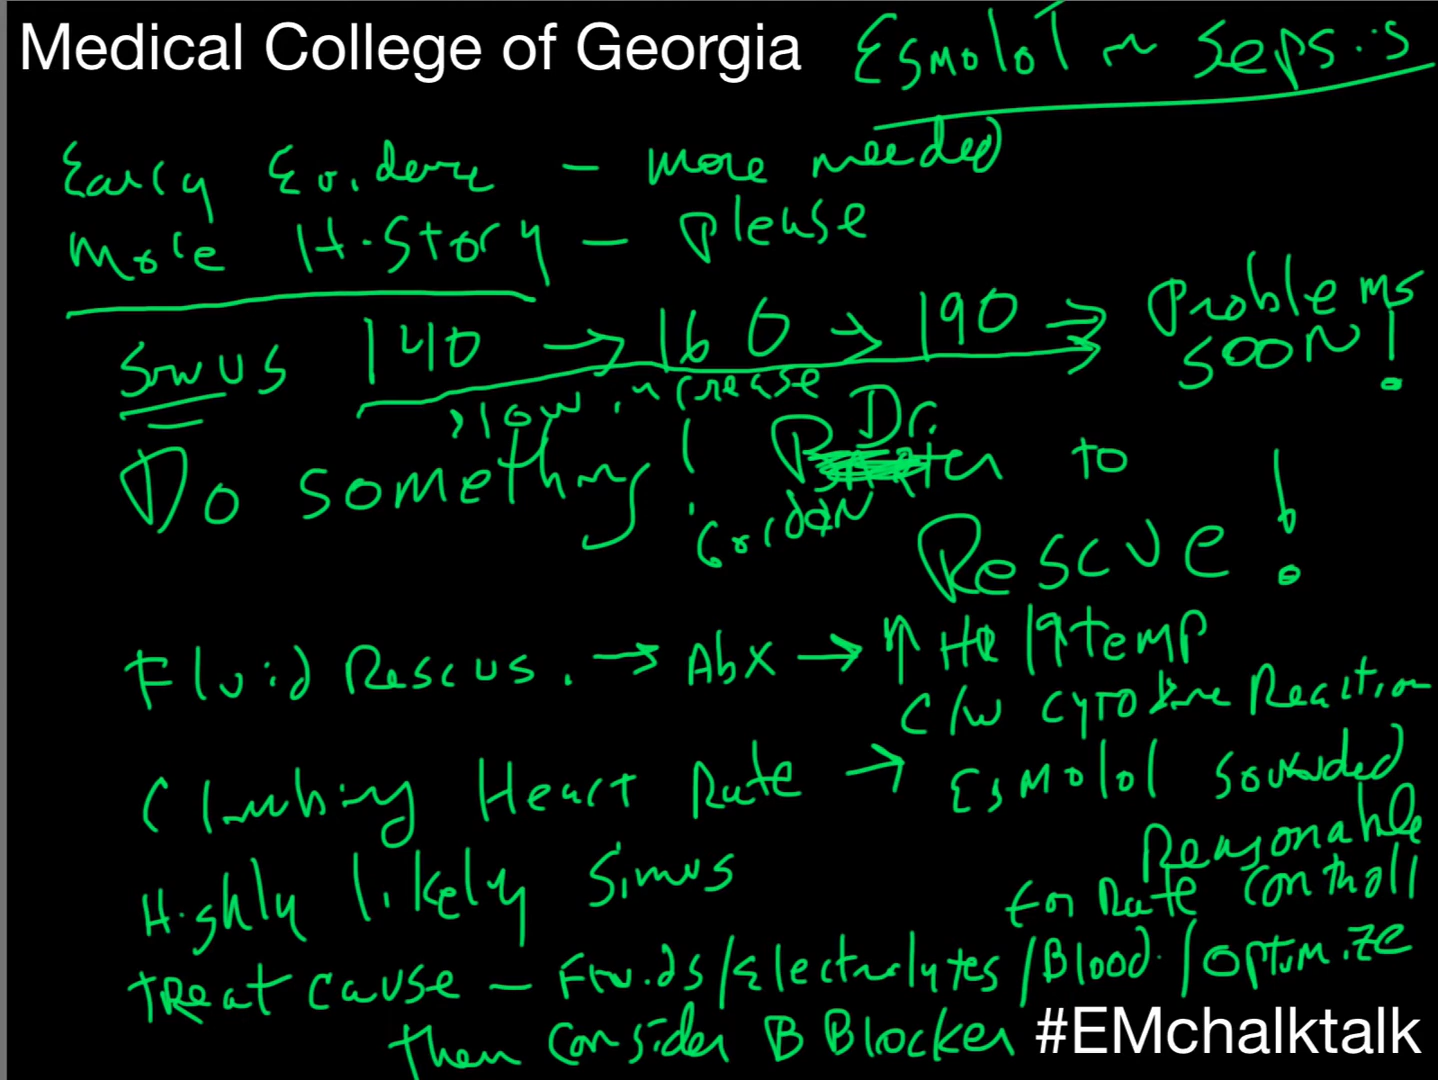 Medical College of Georgia
Esmolol in Sepsis
Early Evidence - more needed
More History - please
Sinus 140 → 160 → 190 → Problems SOON!
slow increase
Do something! Dr. to
Gordon
Rescue!
Fluid Rescus. → Abx → ↑ HR/↑temp
C/W Cytokine Reaction
Climbing Heart Rate → Esmolol sounded
Reasonable
for Rate Controll
Highly likely Sinus
Treat cause - Fluids/Electrolytes/Blood/optimize
then Consider B Blocker
#EMchalktalk